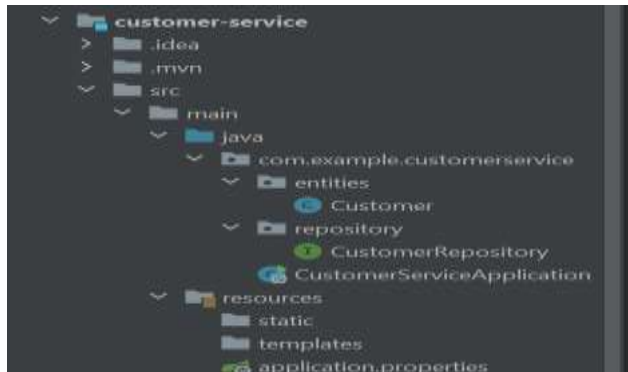 customer-service
.idea
.mvn
src
main
java
com.example.customerservice
entities
C Customer
repository
I CustomerRepository
CustomerServiceApplication
resources
static
templates
application.properties